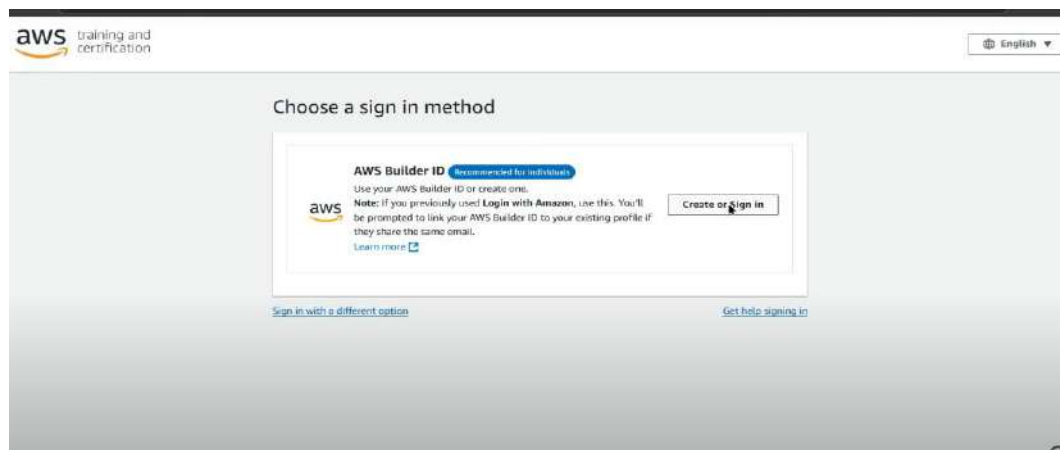 aws training and
certification
English
Choose a sign in method
AWS Builder ID Recommended for individuals
Use your AWS Builder ID or create one.
Note: If you previously used Login with Amazon, use this. You'll
be prompted to link your AWS Builder ID to your existing profile if
they share the same email.
Learn more
aws
Create or Sign in
Sign in with a different option
Get help signing in